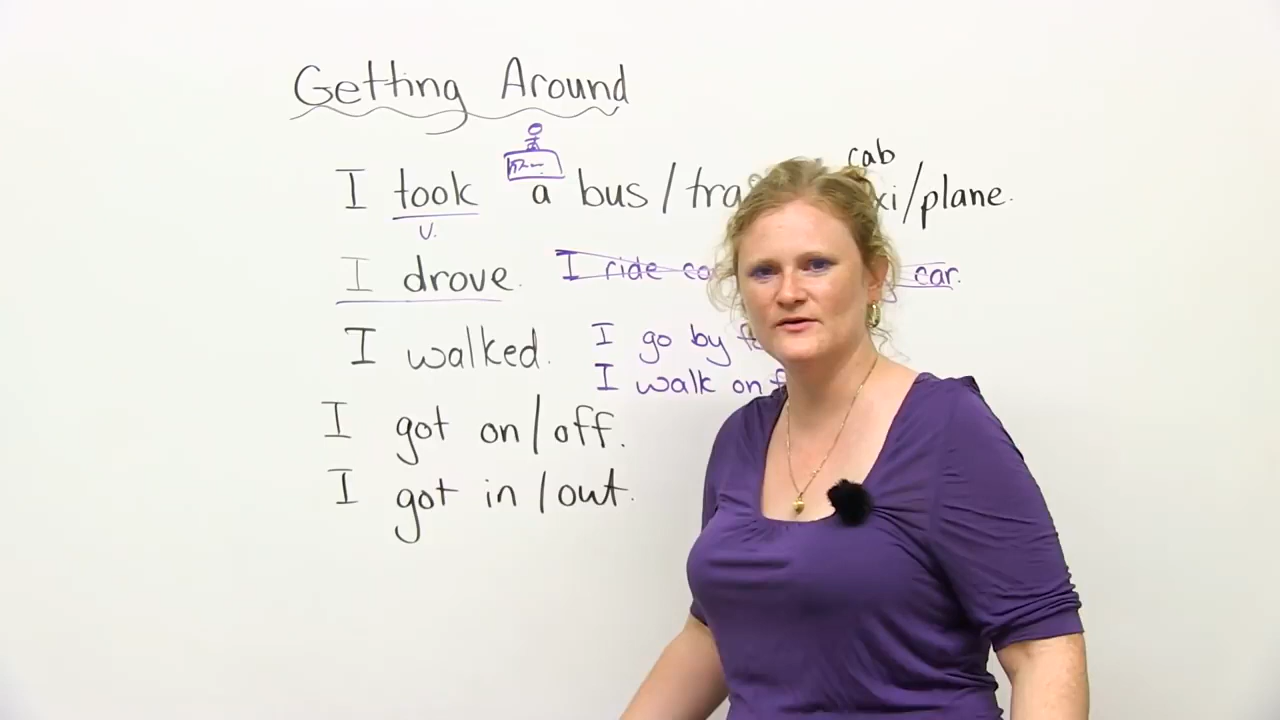 Getting Around
cab
I took a bus / plane.
v.
I drove. I ride car.
I walked. I go by
I walk on
I got on / off.
I got in / out.